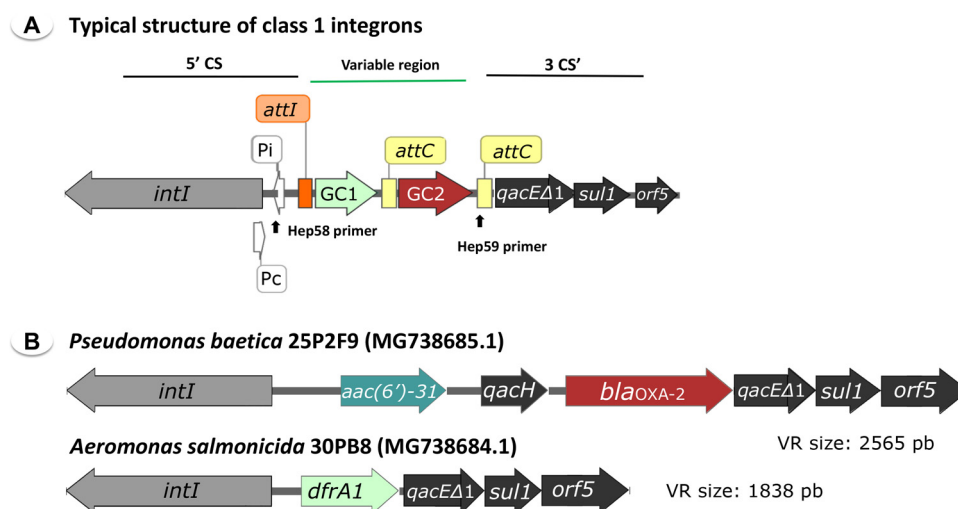 A Typical structure of class 1 integrons
5’ CS Variable region 3 CS’
attI
Pi attC attC
intI GC1 GC2 qacEΔ1 sul1 orf5
Hep58 primer
Hep59 primer
Pc
B Pseudomonas baetica 25P2F9 (MG738685.1)
intI aac(6’)-31 qacH blaOXA-2 qacEΔ1 sul1 orf5
Aeromonas salmonicida 30PB8 (MG738684.1)
VR size: 2565 pb
intI dfrA1 qacEΔ1 sul1 orf5
VR size: 1838 pb